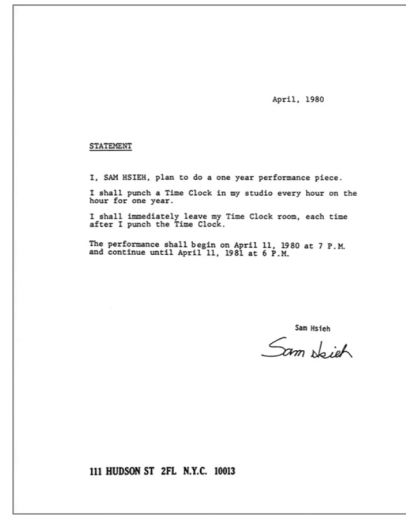 April, 1980
STATEMENT
I, SAM HSIEH, plan to do a one year performance piece.
I shall punch a Time Clock in my studio every hour on the
hour for one year.
I shall immediately leave my Time Clock room, each time
after I punch the Time Clock.
The performance shall begin on April 11, 1980 at 7 P.M.
and continue until April 11, 1981 at 6 P.M.
Sam Hsieh
Sam Hsieh
111 HUDSON ST 2FL N.Y.C. 10013